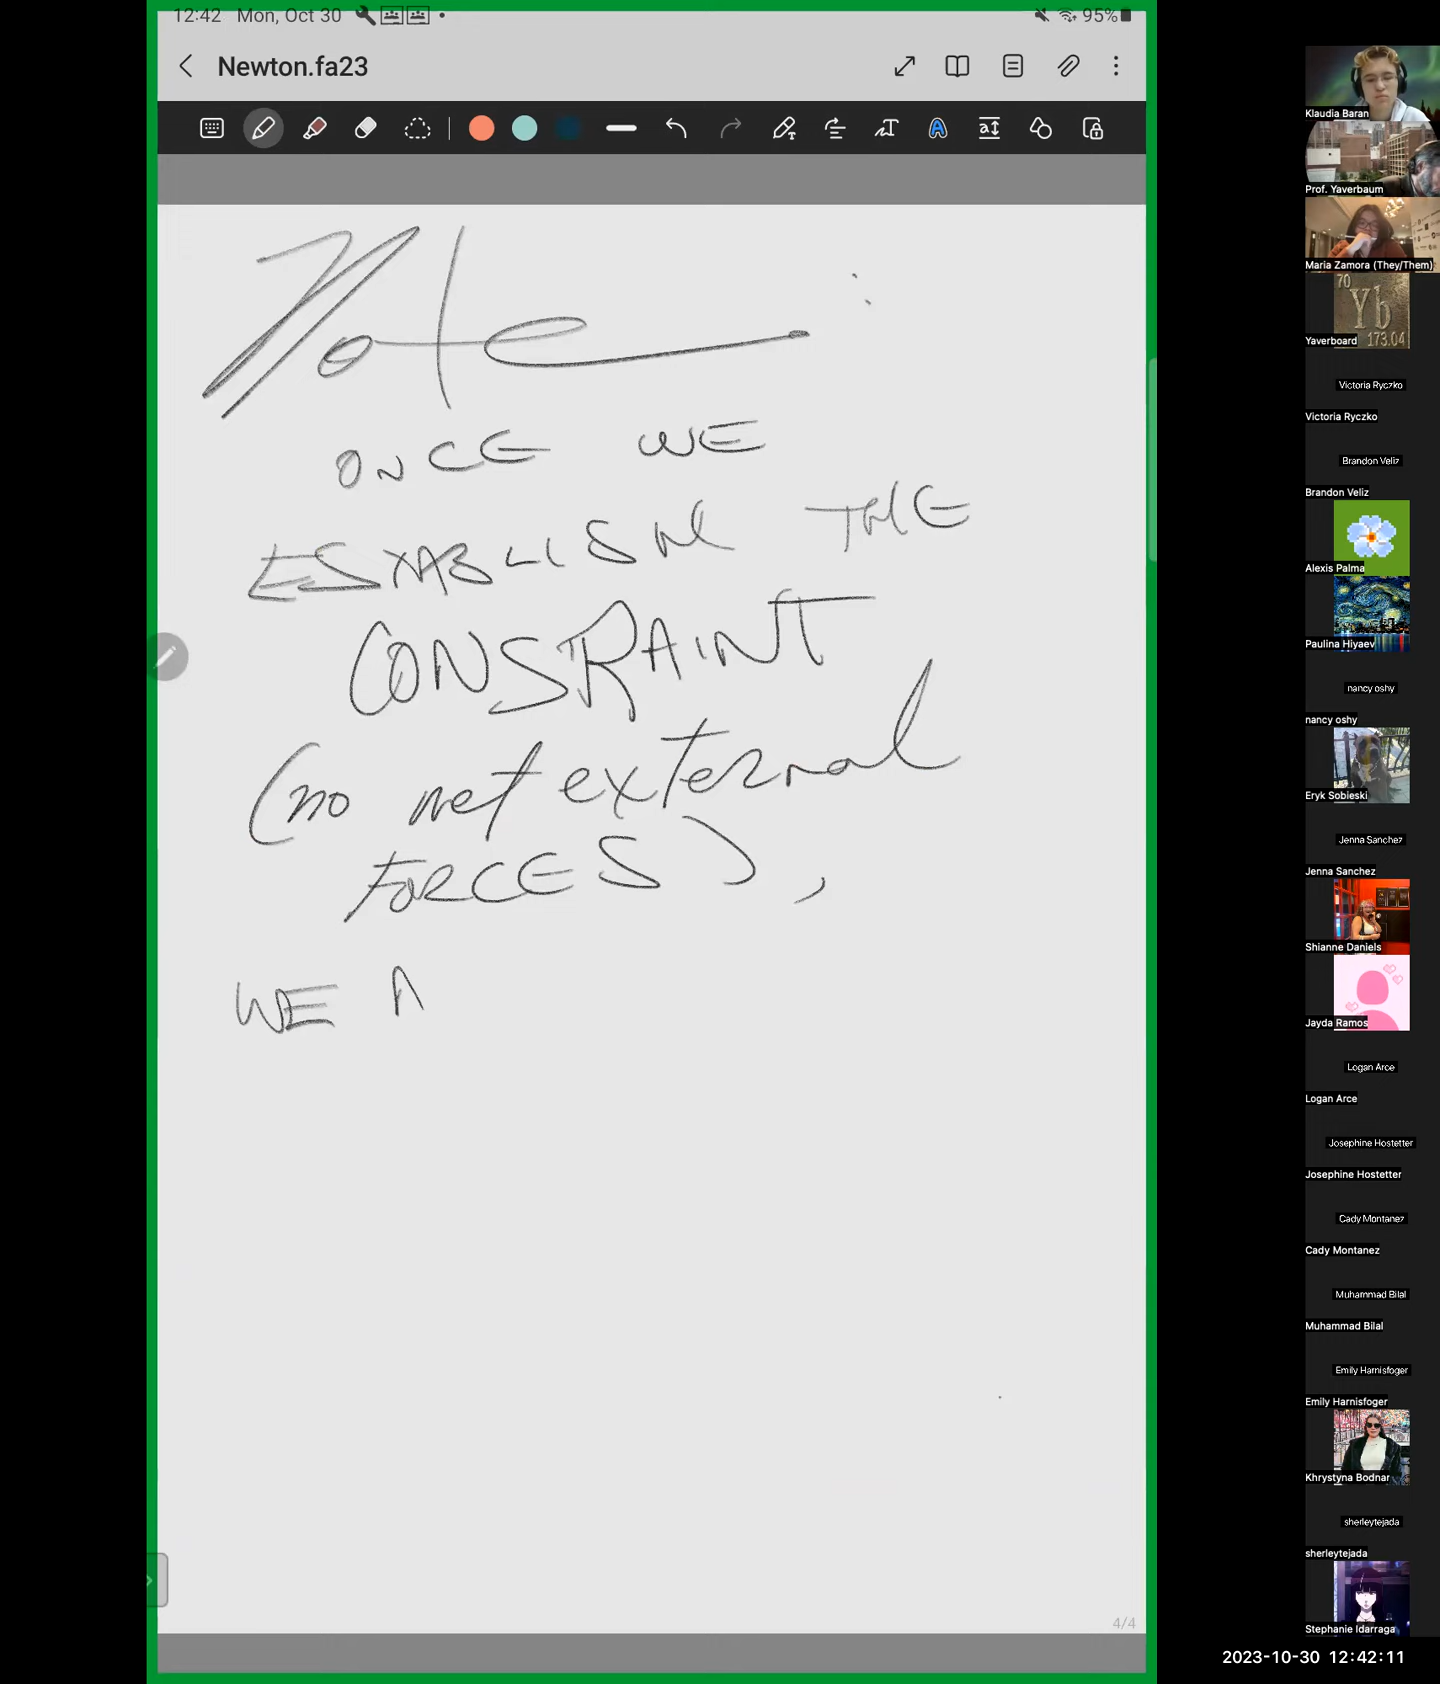 12:42 Mon, Oct 30
95%
Newton.fa23
Note:
ONCE WE
ESTABLISH THE
CONSTRAINT
(no net external
FORCES),
WE A
4/4
Klaudia Baran
Prof. Yaverbaum
Maria Zamora (They/Them)
70
Yb
173.04
Yaverboard
Victoria Ryczko
Victoria Ryczko
Brandon Veliz
Brandon Veliz
Alexis Palma
Paulina Hiyaev
nancy oshy
nancy oshy
Eryk Sobieski
Jenna Sanchez
Jenna Sanchez
Shianne Daniels
Jayda Ramos
Logan Arce
Logan Arce
Josephine Hostetter
Josephine Hostetter
Cady Montanez
Cady Montanez
Muhammad Bilal
Muhammad Bilal
Emily Harnisfoger
Emily Harnisfoger
Khrystyna Bodnar
sherleytejada
sherleytejada
Stephanie Idarraga
2023-10-30 12:42:11